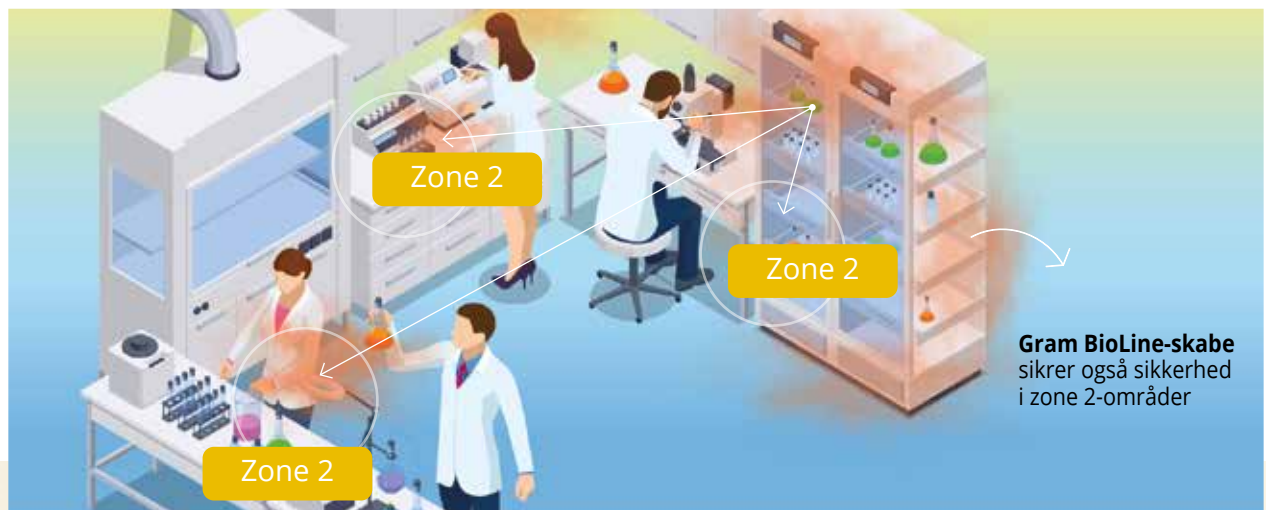 Zone 2
Zone 2
Gram BioLine-skabe
sikrer også sikkerhed
i zone 2-områder
Zone 2